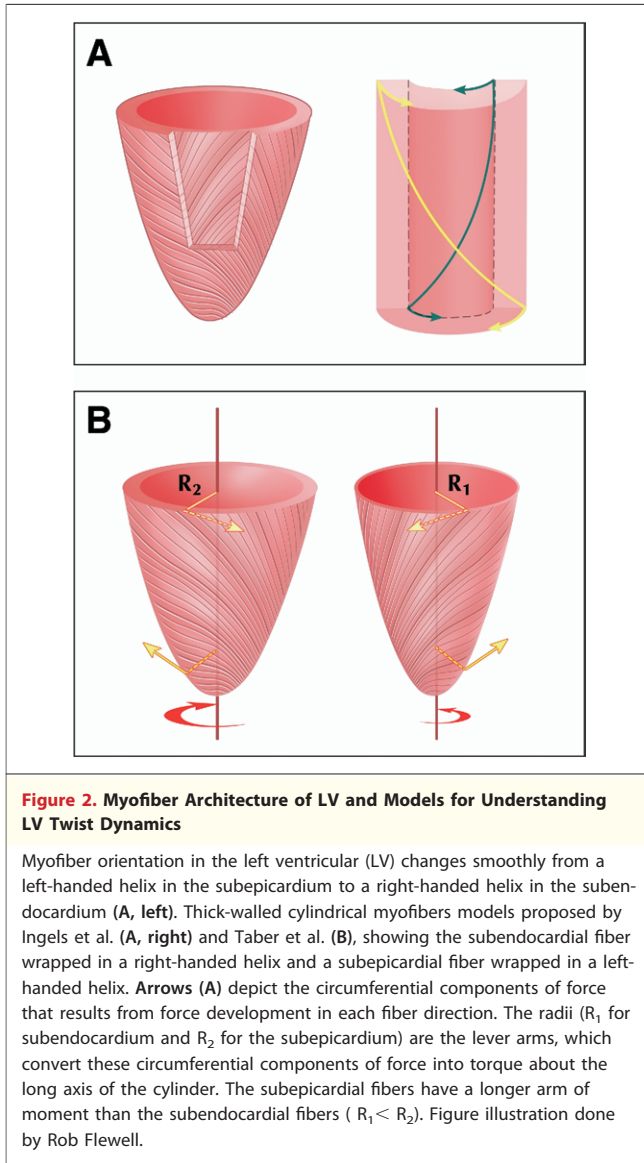 A
B
R₂
R₁
Figure 2. Myofiber Architecture of LV and Models for Understanding
LV Twist Dynamics
Myofiber orientation in the left ventricular (LV) changes smoothly from a
left-handed helix in the subepicardium to a right-handed helix in the suben-
docardium (A, left). Thick-walled cylindrical myofibers models proposed by
Ingels et al. (A, right) and Taber et al. (B), showing the subendocardial fiber
wrapped in a right-handed helix and a subepicardial fiber wrapped in a left-
handed helix. Arrows (A) depict the circumferential components of force
that results from force development in each fiber direction. The radii (R₁ for
subendocardium and R₂ for the subepicardium) are the lever arms, which
convert these circumferential components of force into torque about the
long axis of the cylinder. The subepicardial fibers have a longer arm of
moment than the subendocardial fibers ( R₁< R₂). Figure illustration done
by Rob Flewell.